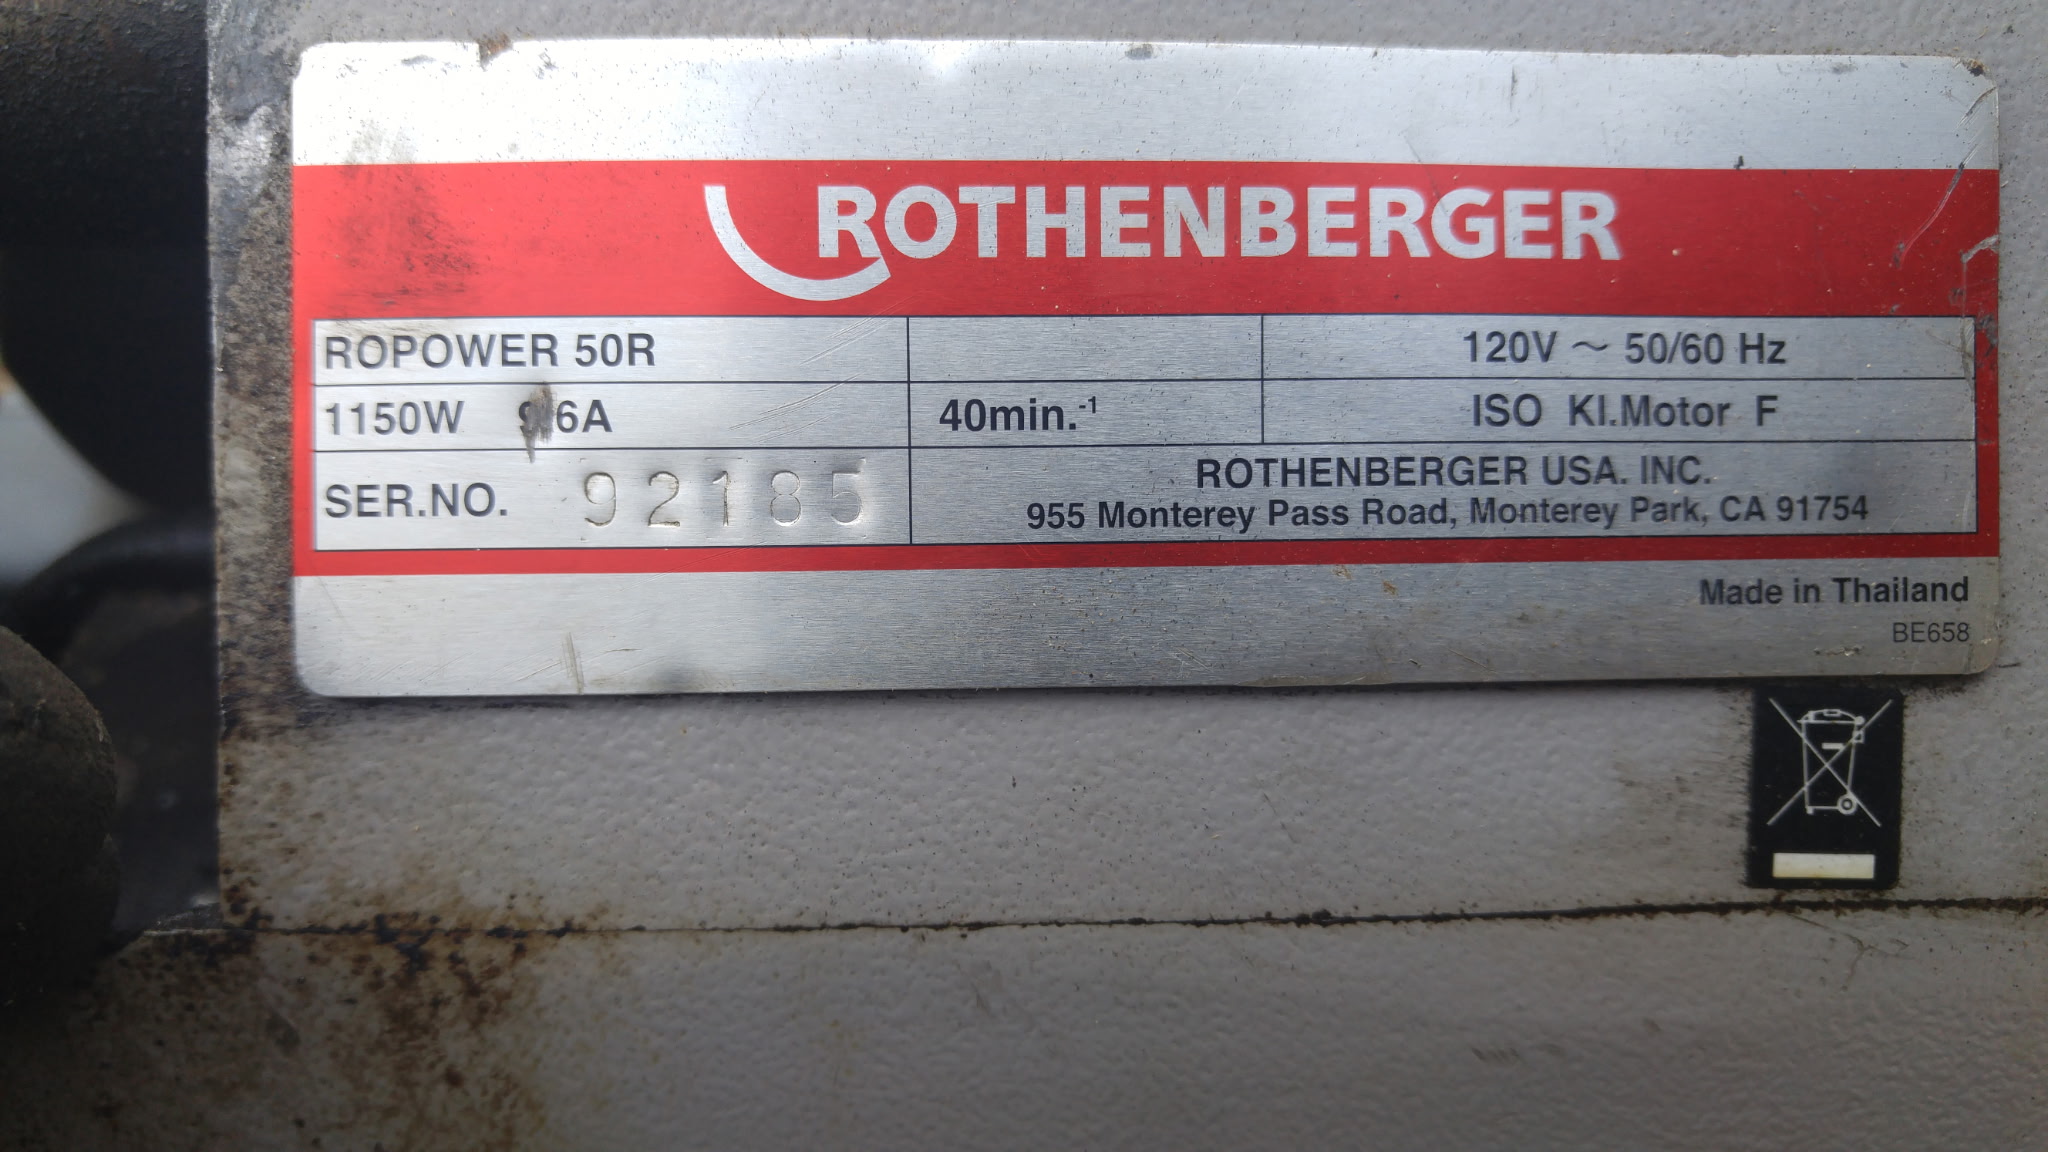 ROTHENBERGER
ROPOWER 50R
120V ~ 50/60 Hz
1150W
40min.⁻¹
ISO Kl.Motor F
SER.NO. 92185
ROTHENBERGER USA. INC.
955 Monterey Pass Road, Monterey Park, CA 91754
Made in Thailand
BE658